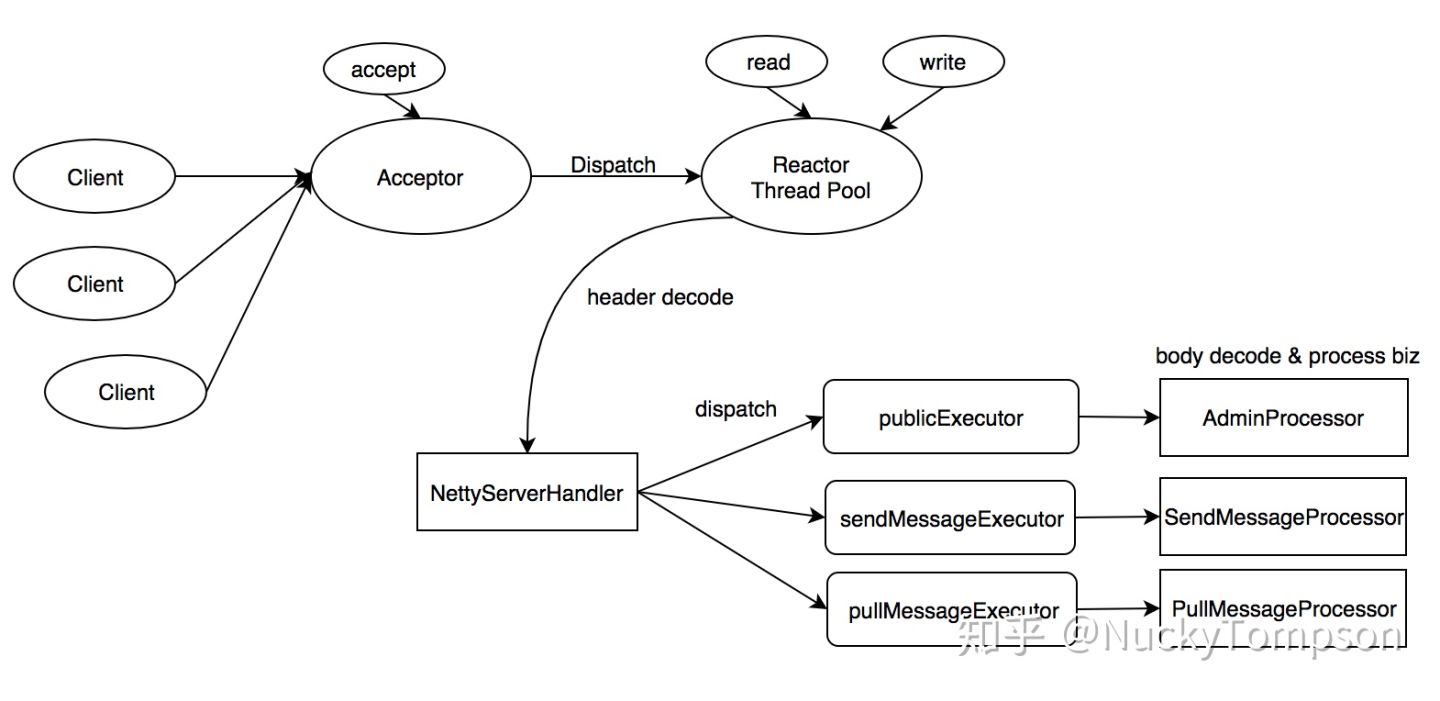 accept
read
write
Client
Acceptor
Dispatch
Reactor
Thread Pool
Client
header decode
Client
body decode & process biz
dispatch
publicExecutor
AdminProcessor
NettyServerHandler
sendMessageExecutor
SendMessageProcessor
pullMessageExecutor
PullMessageProcessor
知乎 @NuckyTompson